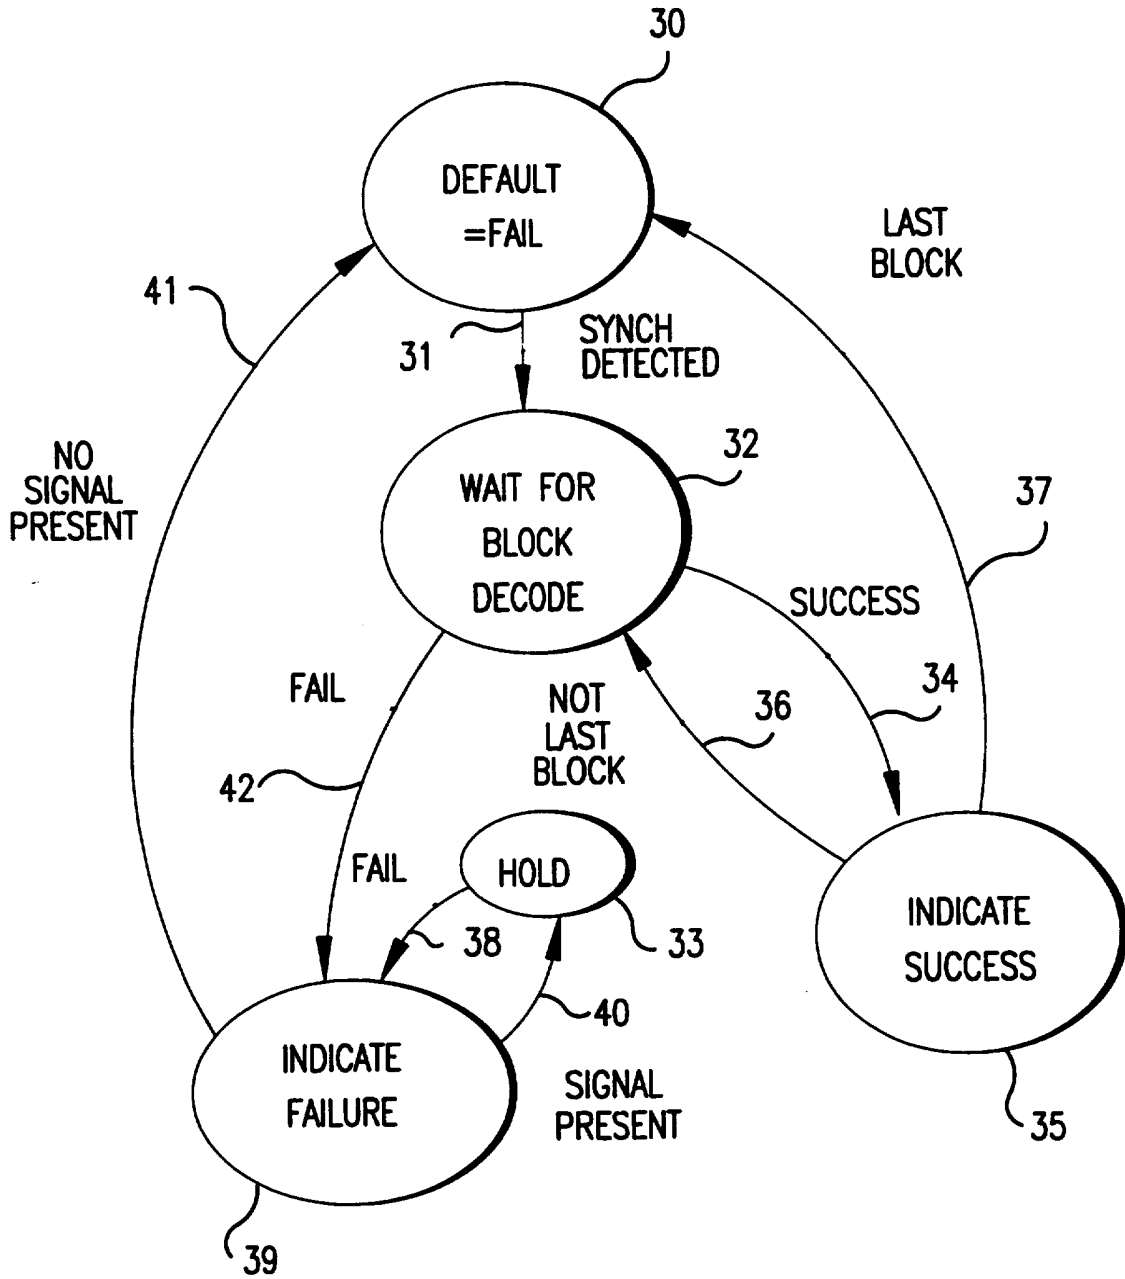 30
DEFAULT
=FAIL
LAST
BLOCK
41
31
SYNCH
DETECTED
32
NO
SIGNAL
PRESENT
WAIT FOR
BLOCK
DECODE
37
SUCCESS
34
FAIL
NOT
LAST
BLOCK
36
42
FAIL
HOLD
38
33
INDICATE
SUCCESS
40
INDICATE
FAILURE
SIGNAL
PRESENT
35
39